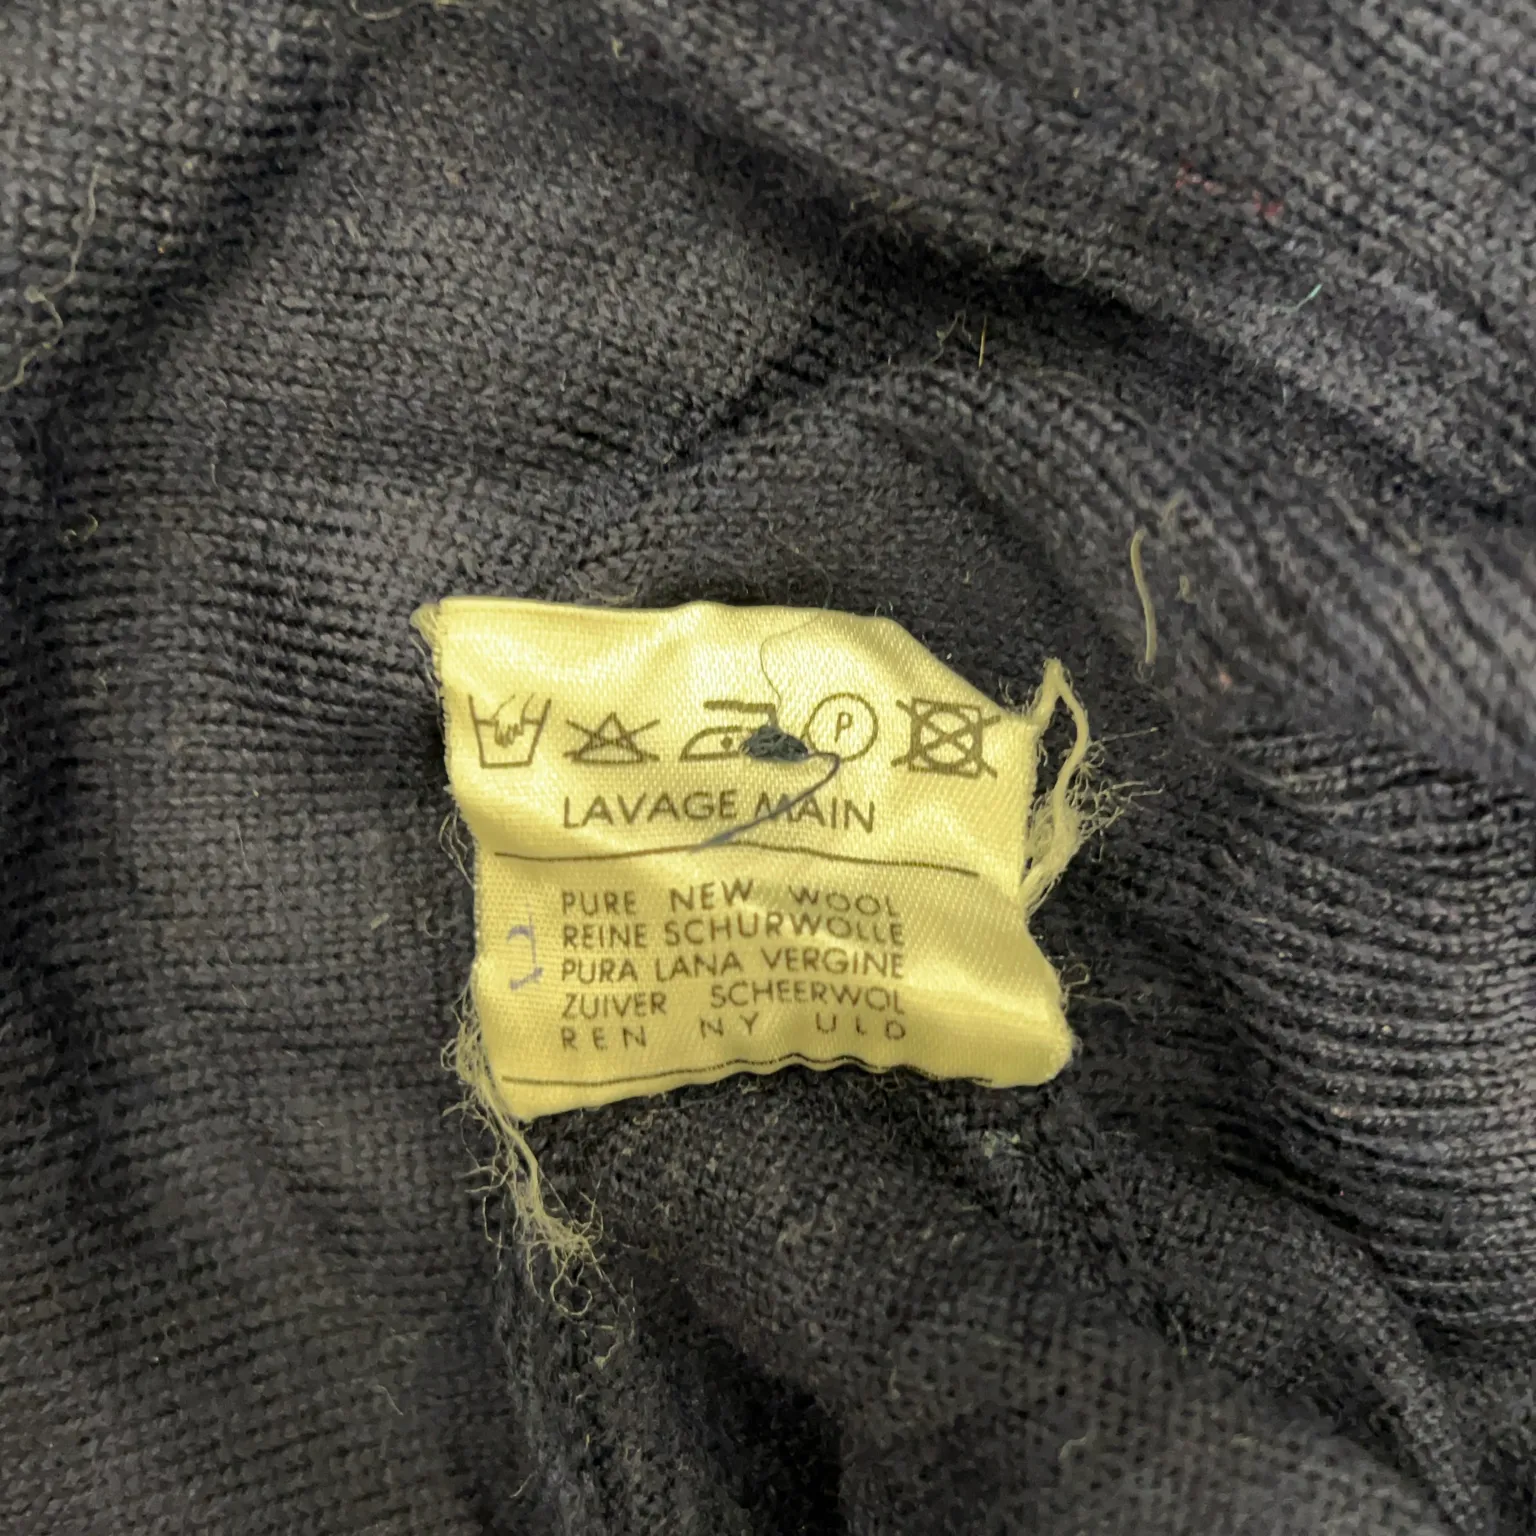 P
LAVAGE MAIN
PURE NEW WOOL
REINE SCHURWOLLE
PURA LANA VERGINE
ZUIVER SCHEERWOL
REN NY ULD